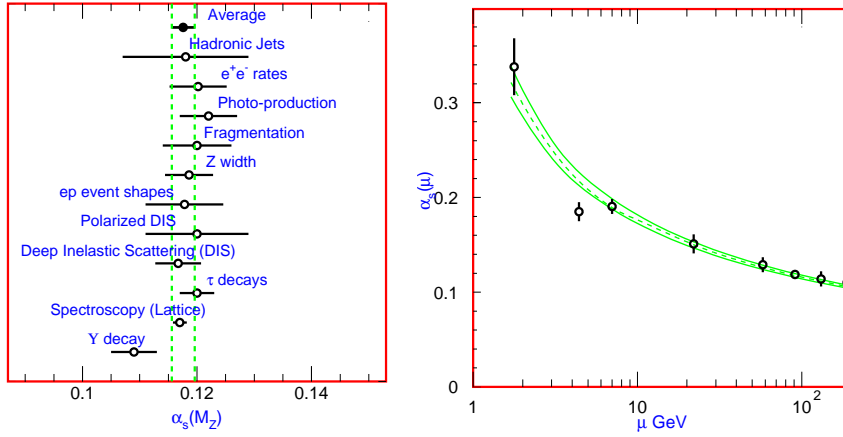 Average
Hadronic Jets
e⁺e⁻ rates
Photo-production
Fragmentation
Z width
ep event shapes
Polarized DIS
Deep Inelastic Scattering (DIS)
τ decays
Spectroscopy (Lattice)
Υ decay
0.1 0.12 0.14
αₛ(M_Z)
0.3
0.2
0.1
0
αₛ(μ)
1 10 10²
μ GeV